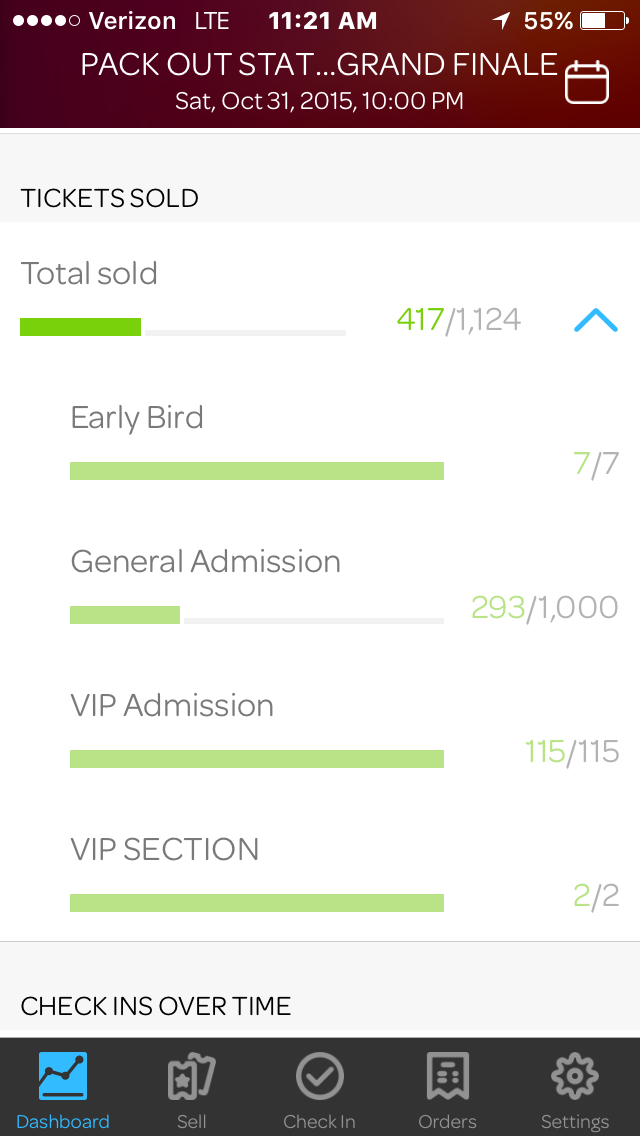 Verizon LTE 11:21 AM 55%
PACK OUT STAT...GRAND FINALE
Sat, Oct 31, 2015, 10:00 PM
TICKETS SOLD
Total sold
417/1,124
Early Bird
7/7
General Admission
293/1,000
VIP Admission
115/115
VIP SECTION
2/2
CHECK INS OVER TIME
Dashboard Sell Check In Orders Settings